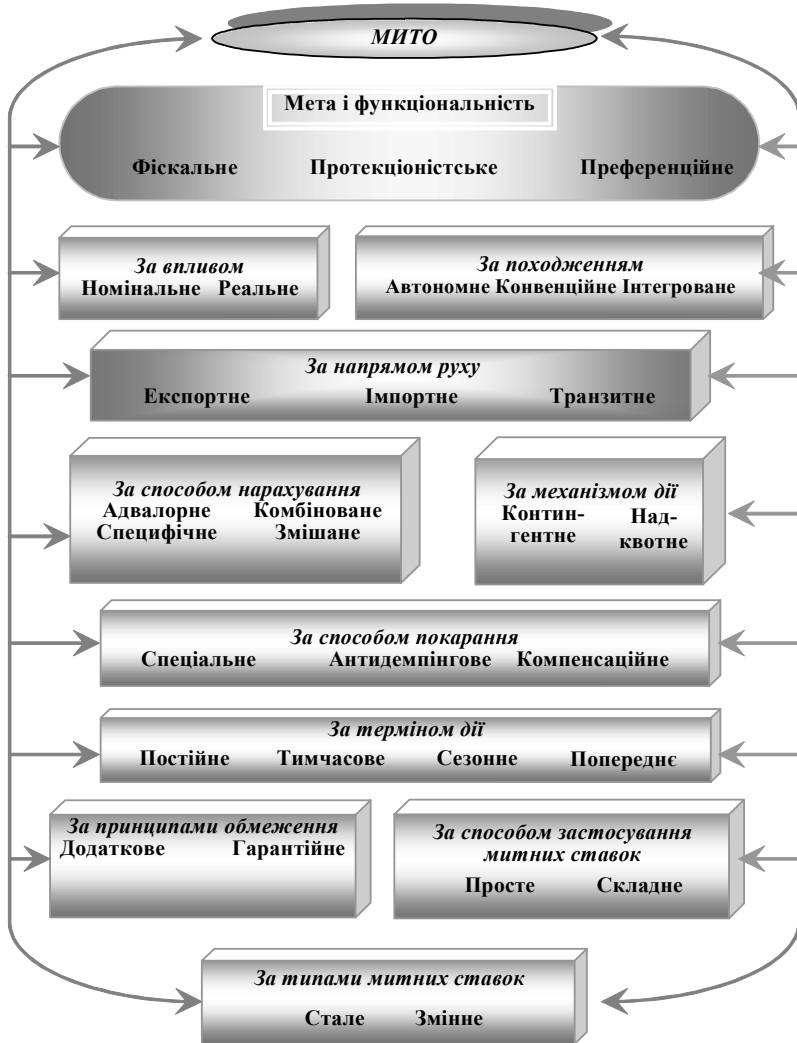 МИТО
Мета і функціональність
Фіскальне Протекціоністське Преференційне
За впливом
Номінальне Реальне
За походженням
Автономне Конвенційне Інтегроване
За напрямом руху
Експортне Імпортне Транзитне
За способом нарахування
Адвалорне Комбіноване
Специфічне Змішане
За механізмом дії
Контин-
гентне
Над-
квотне
За способом покарання
Спеціальне Антидемпінгове Компенсаційне
За терміном дії
Постійне Тимчасове Сезонне Попереднє
За принципами обмеження
Додаткове Гарантійне
За способом застосування
митних ставок
Просте Складне
За типами митних ставок
Стале Змінне